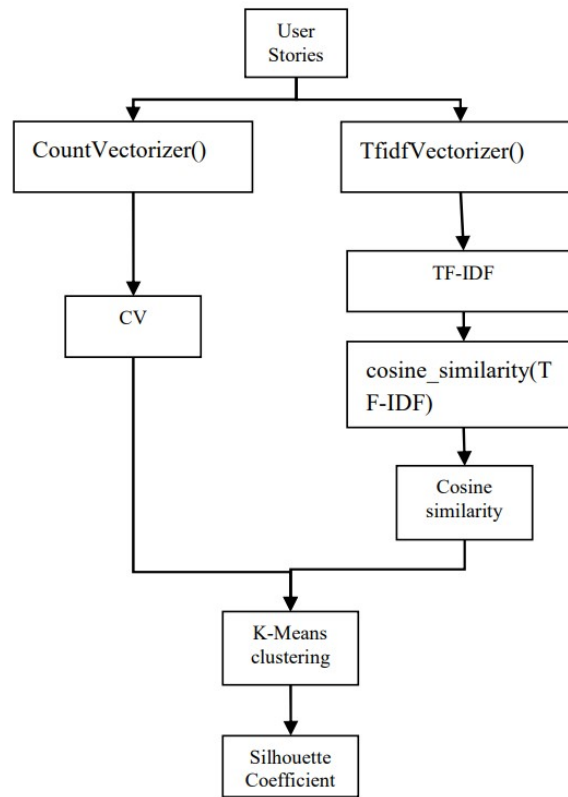 User
Stories
CountVectorizer()
TfidfVectorizer()
TF-IDF
CV
cosine_similarity(T
F-IDF)
Cosine
similarity
K-Means
clustering
Silhouette
Coefficient